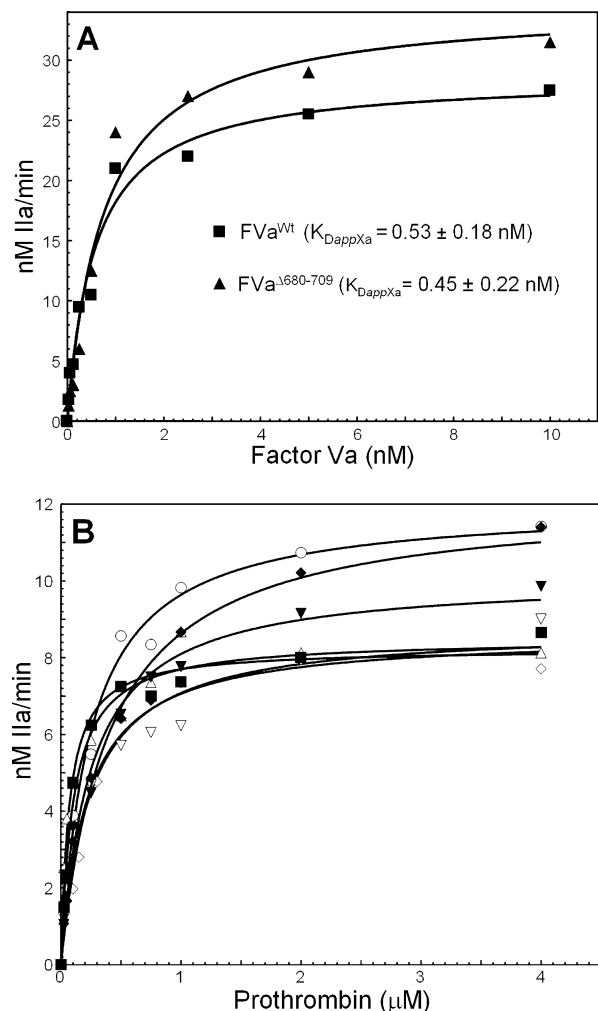 A
30
25
20
15
10
5
0
nM IIa/min
■ FVaWt (KDappXa = 0.53 ± 0.18 nM)
▲ FVaΔ680-709 (KDappXa = 0.45 ± 0.22 nM)
0 2 4 6 8 10
Factor Va (nM)
B
12
10
8
6
4
2
0
nM IIa/min
0 1 2 3 4
Prothrombin (μM)